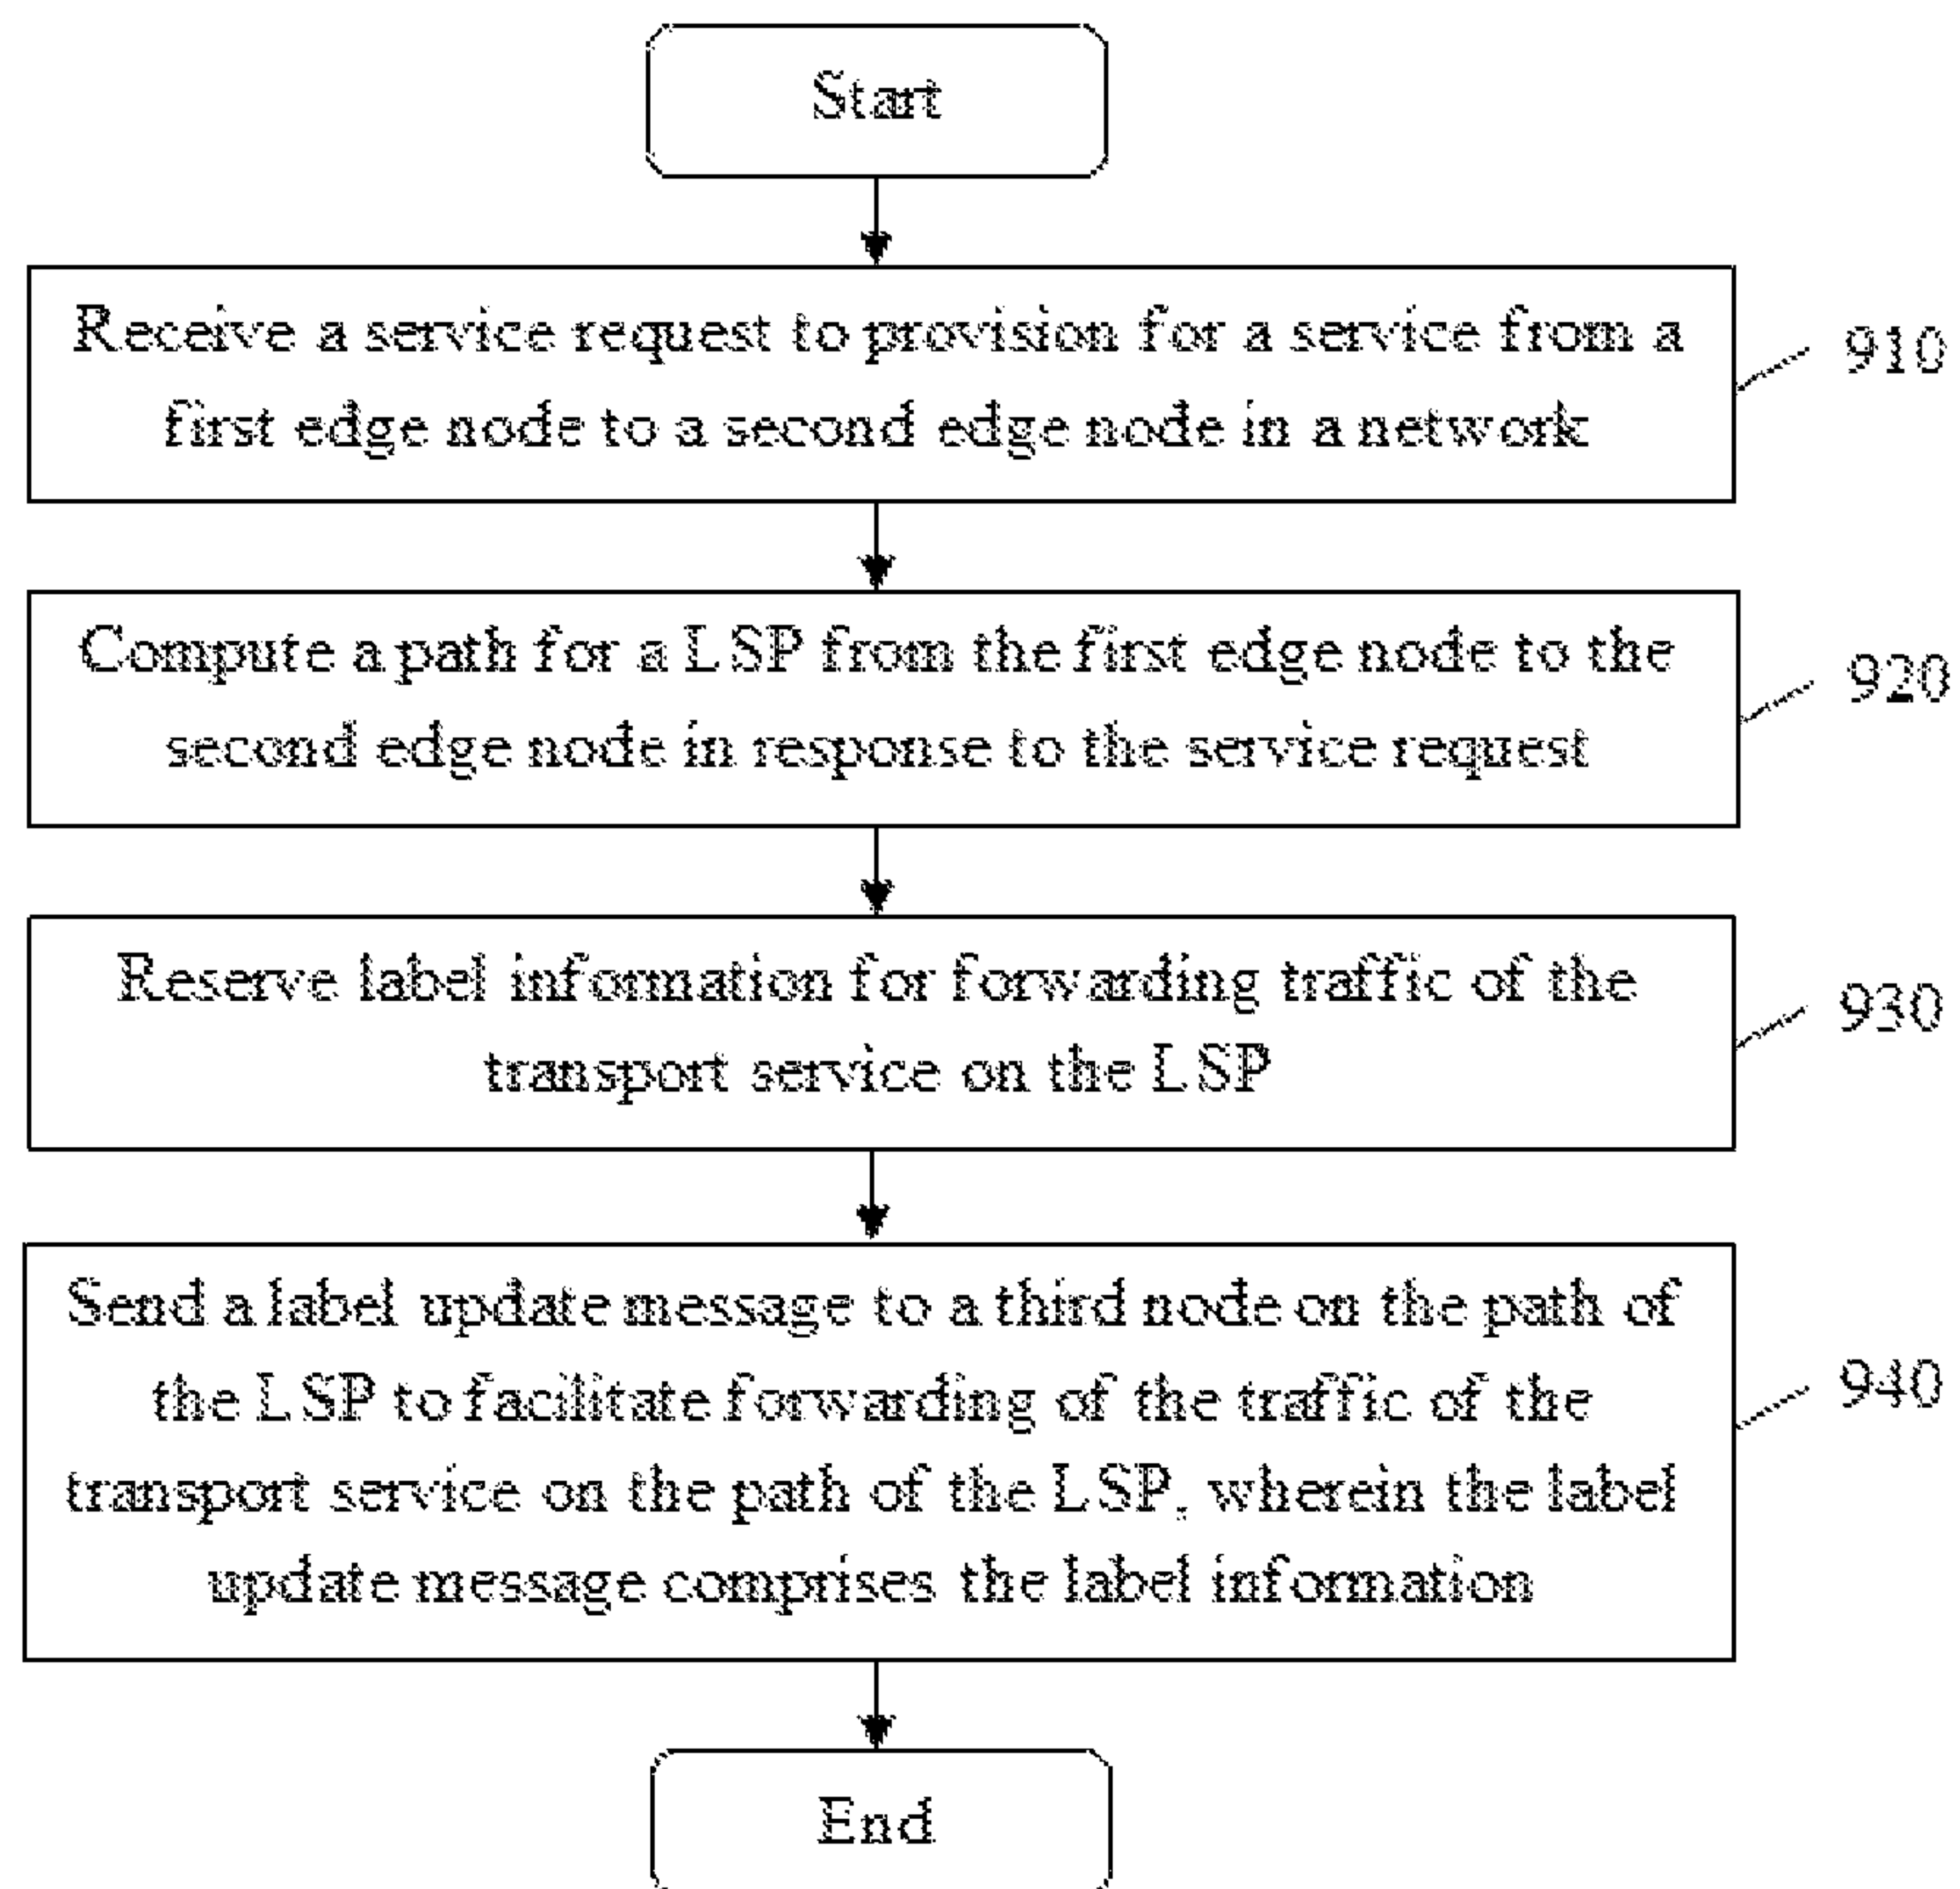 Start
Receive a service request to provision for a service from a
first edge node to a second edge node in a network
910
Compute a path for a LSP from the first edge node to the
second edge node in response to the service request
920
Reserve label information for forwarding traffic of the
transport service on the LSP
930
Send a label update message to a third node on the path of
the LSP to facilitate forwarding of the traffic of the
transport service on the path of the LSP, wherein the label
update message comprises the label information
940
End